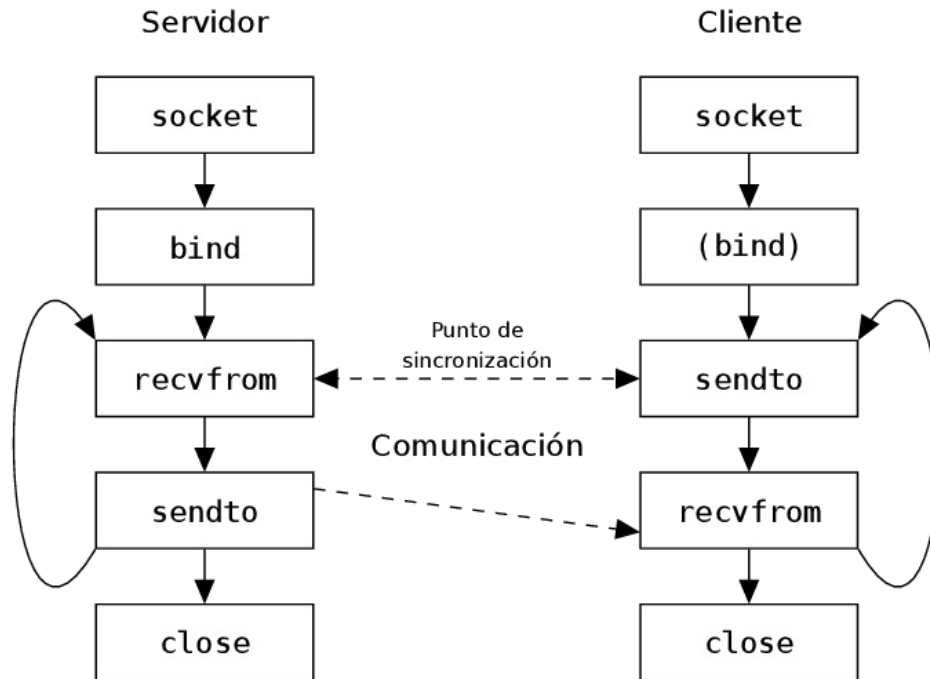 Servidor
Cliente
socket
socket
bind
(bind)
Punto de
sincronización
recvfrom
sendto
Comunicación
sendto
recvfrom
close
close